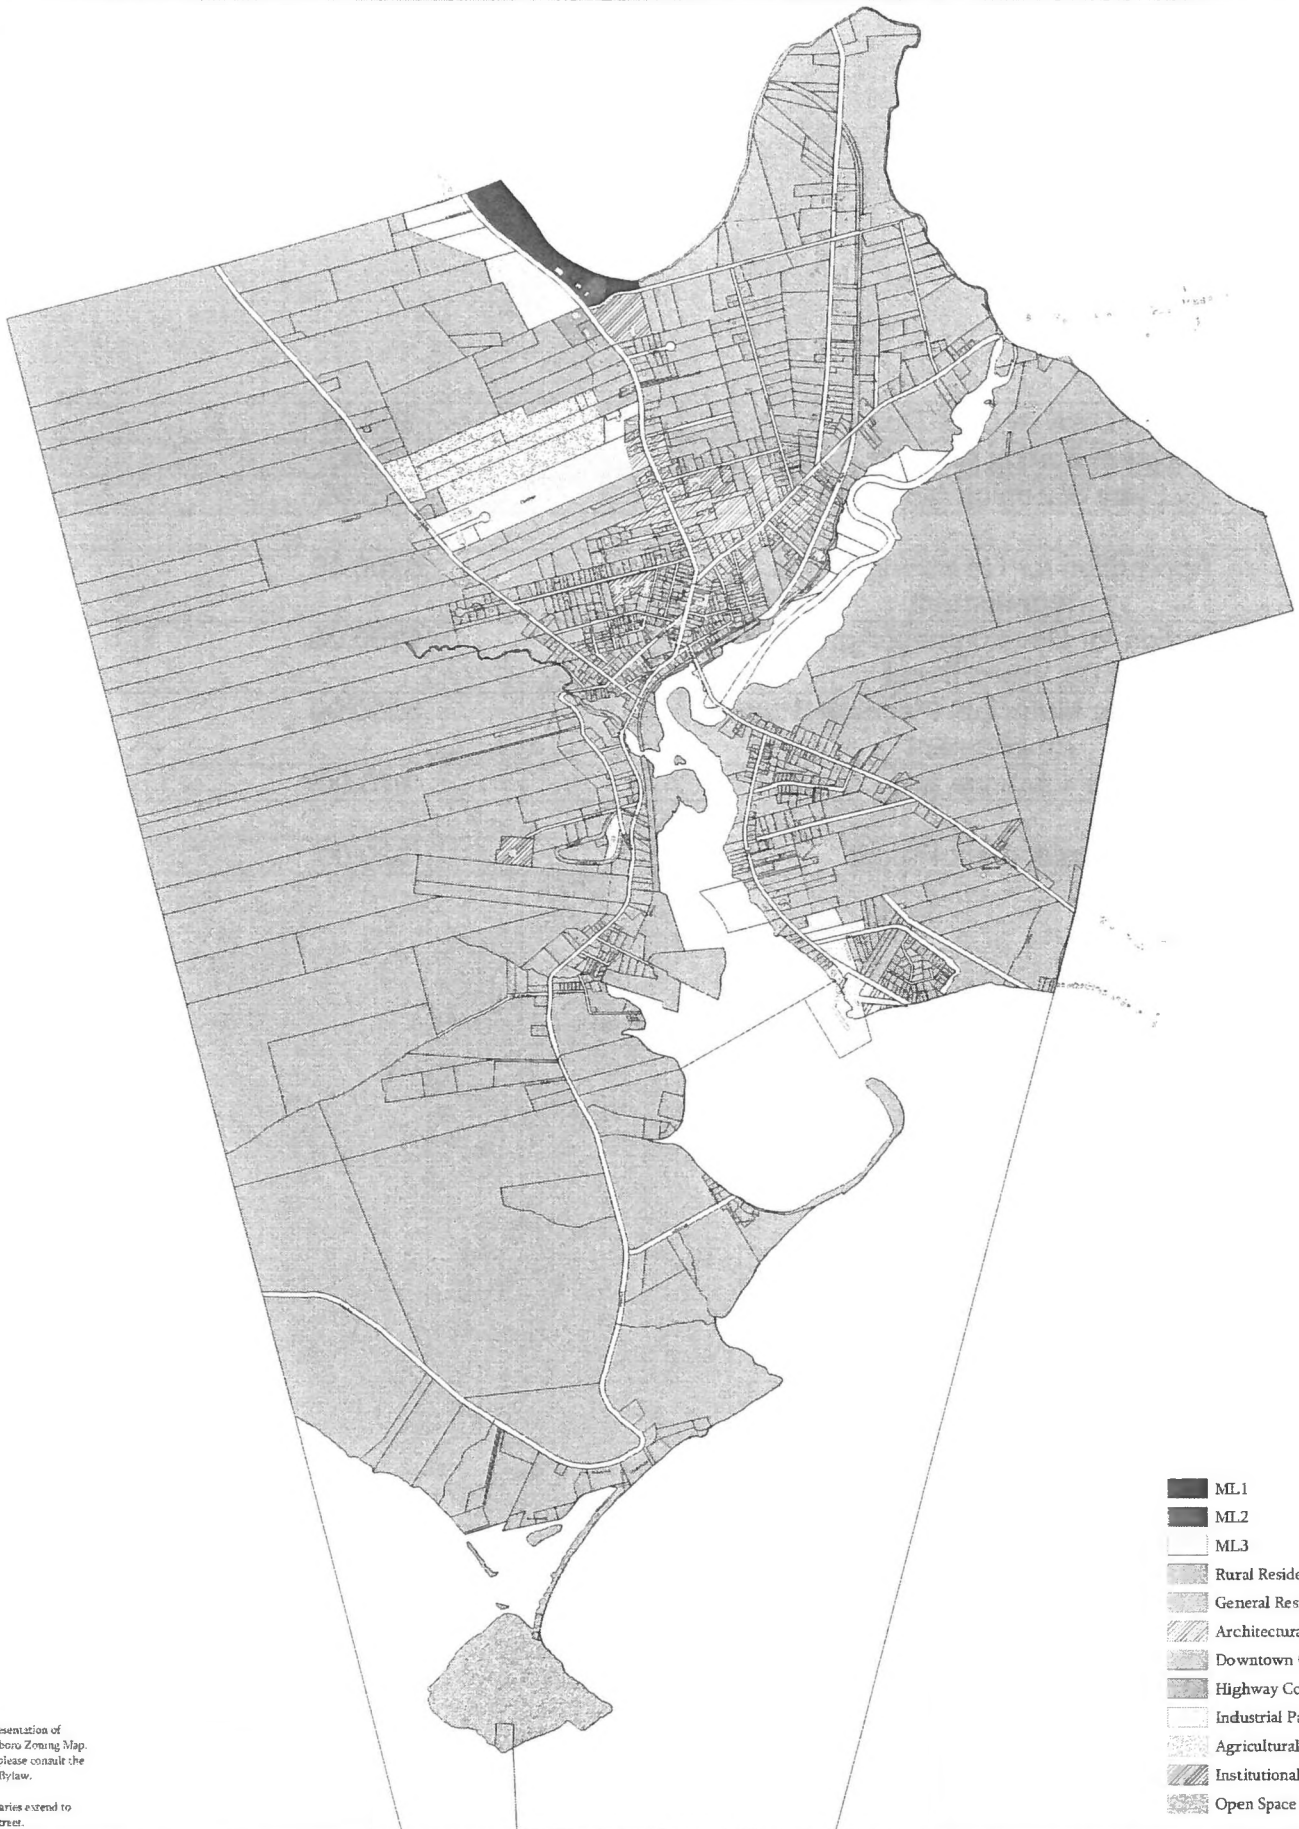 ML1
ML2
ML3
Rural Reside
General Res
Architectura
Downtown
Highway Co
Industrial Pa
Agricultural
Institutional
Open Space
esentation of
boro Zoning Map.
please consult the
Bylaw.
aries extend to
treet.